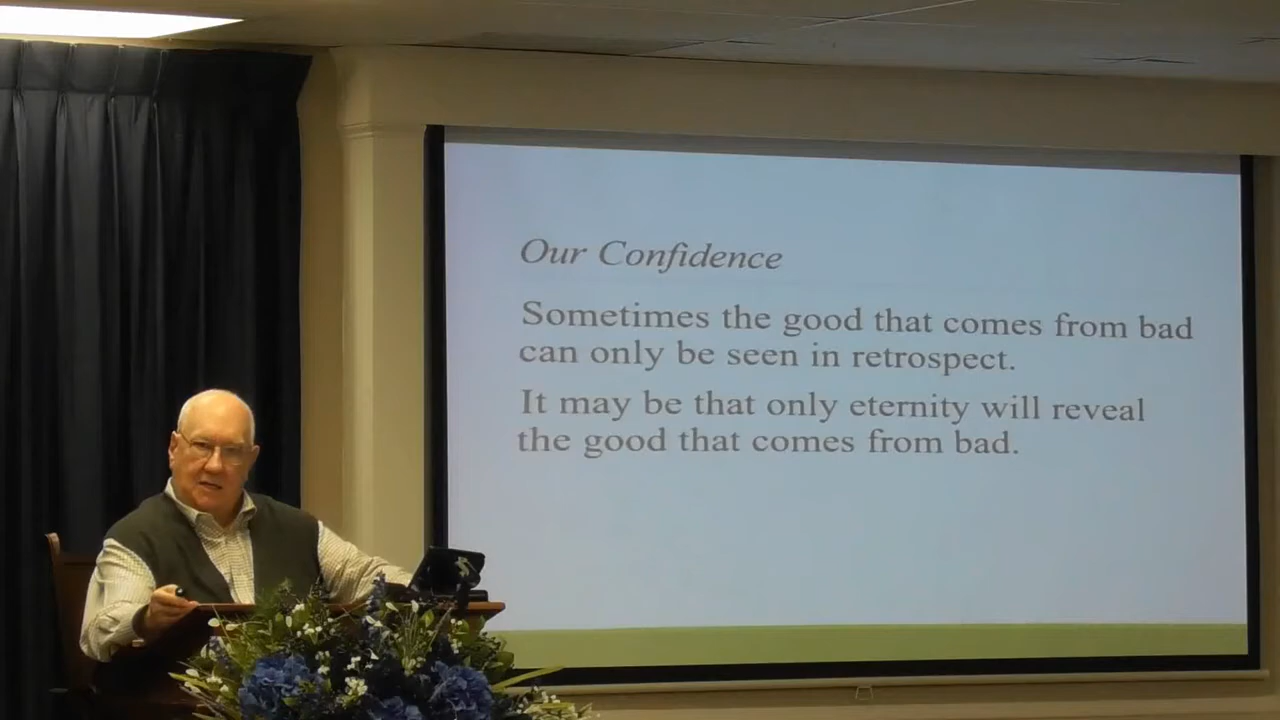 Our Confidence
Sometimes the good that comes from bad
can only be seen in retrospect.
It may be that only eternity will reveal
the good that comes from bad.